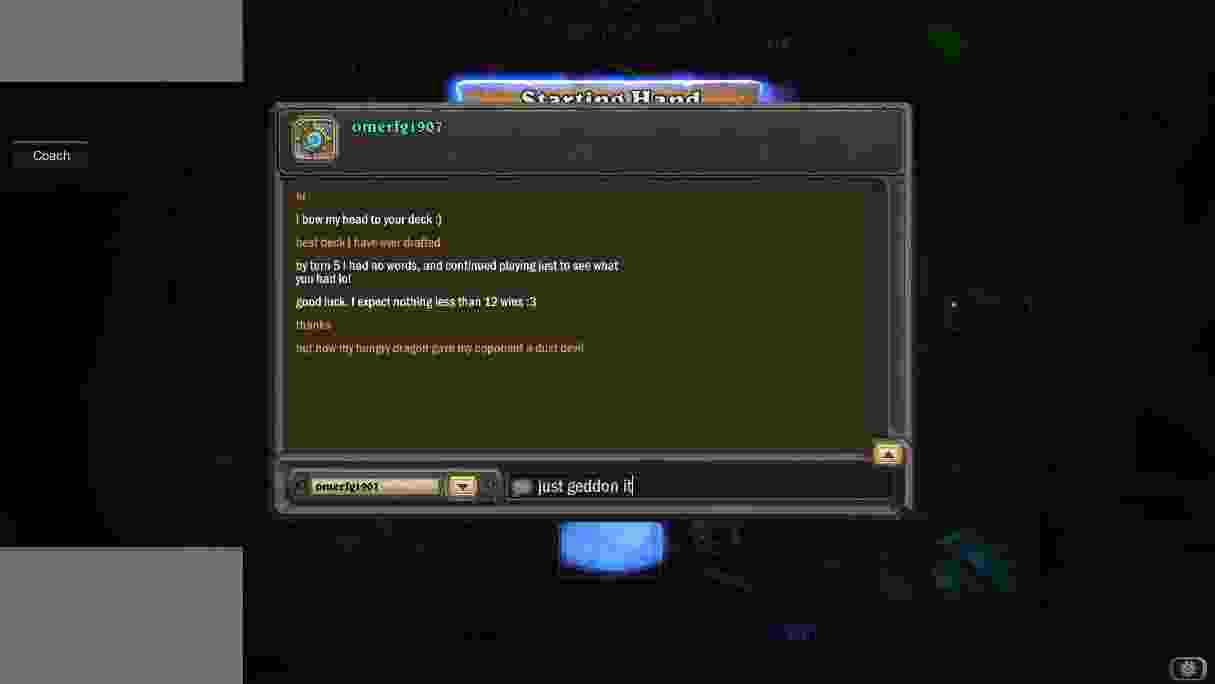 Starting Hand
omerfg1907
Coach
hi
I bow my head to your deck :)
best deck I have ever drafted
by turn 5 I had no words, and continued playing just to see what
you had lol
good luck. I expect nothing less than 12 wins :3
thanks
but now my hungry dragon gave my opponent a dust devil
omerfg1907
just geddon it